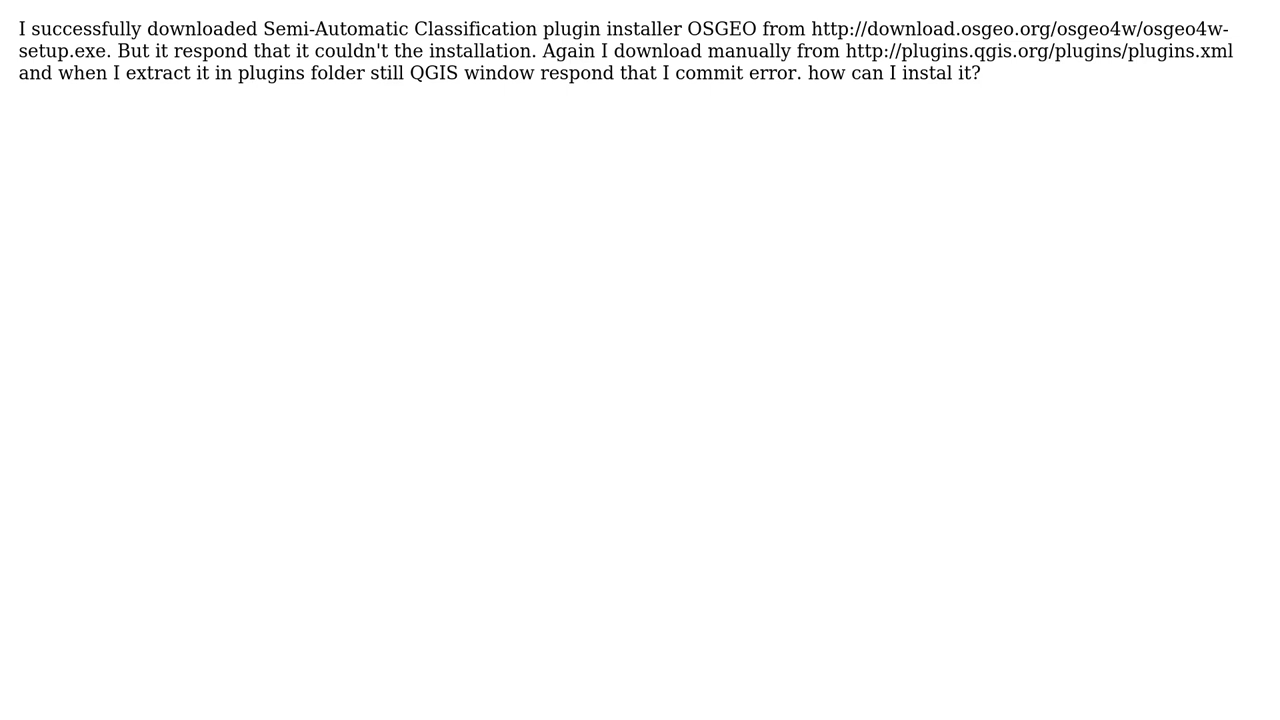 I successfully downloaded Semi-Automatic Classification plugin installer OSGEO from http://download.osgeo.org/osgeo4w/osgeo4w-
setup.exe. But it respond that it couldn't the installation. Again I download manually from http://plugins.qgis.org/plugins/plugins.xml
and when I extract it in plugins folder still QGIS window respond that I commit error. how can I instal it?